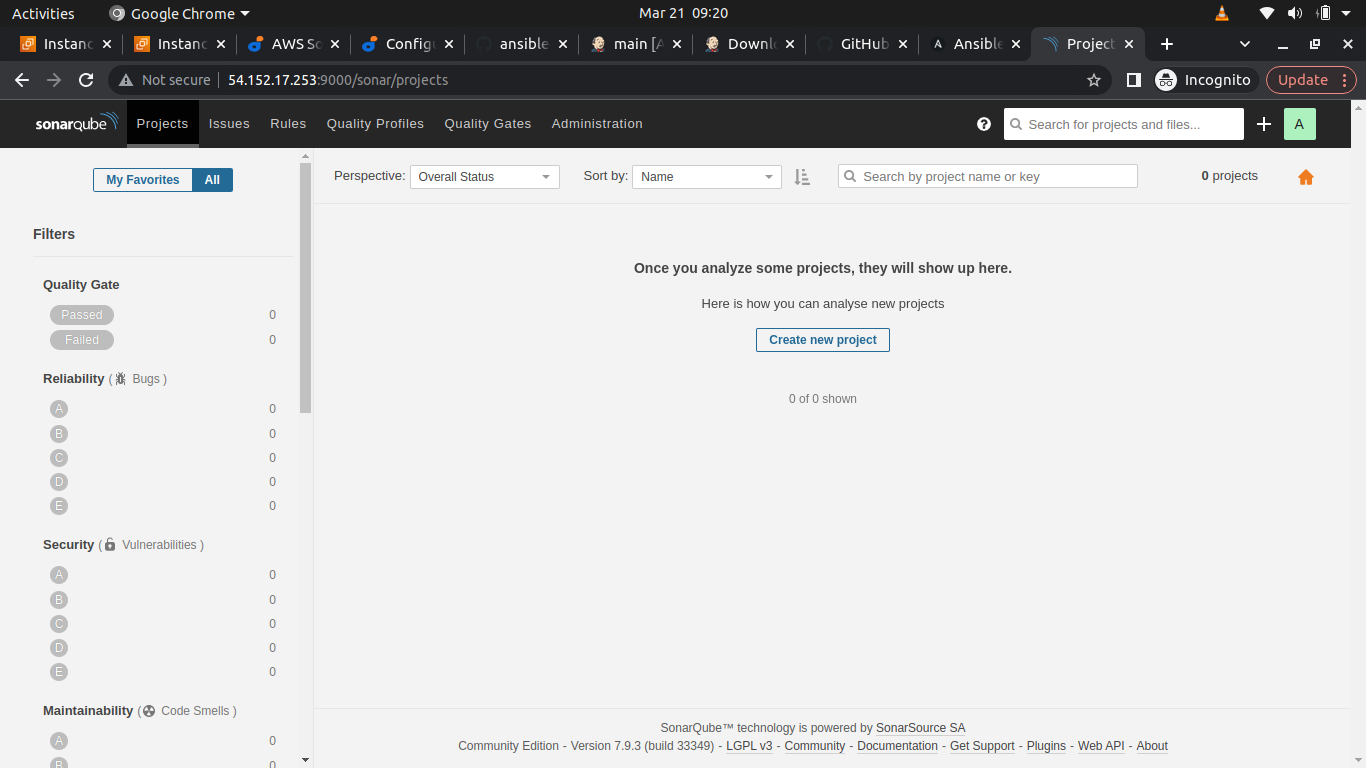 Activities Google Chrome Mar 21 09:20
Instanc Instanc AWS So Configu ansible main [A Downlo GitHub Ansible Project
Not secure 54.152.17.253:9000/sonar/projects Incognito Update
sonarqube Projects Issues Rules Quality Profiles Quality Gates Administration Search for projects and files... A
My Favorites All
Perspective: Overall Status Sort by: Name Search by project name or key 0 projects
Filters
Quality Gate
Passed 0
Failed 0
Reliability ( Bugs )
A 0
B 0
C 0
D 0
E 0
Security ( Vulnerabilities )
A 0
B 0
C 0
D 0
E 0
Maintainability ( Code Smells )
A 0
B 0
Once you analyze some projects, they will show up here.
Here is how you can analyse new projects
Create new project
0 of 0 shown
SonarQube™ technology is powered by SonarSource SA
Community Edition - Version 7.9.3 (build 33349) - LGPL v3 - Community - Documentation - Get Support - Plugins - Web API - About